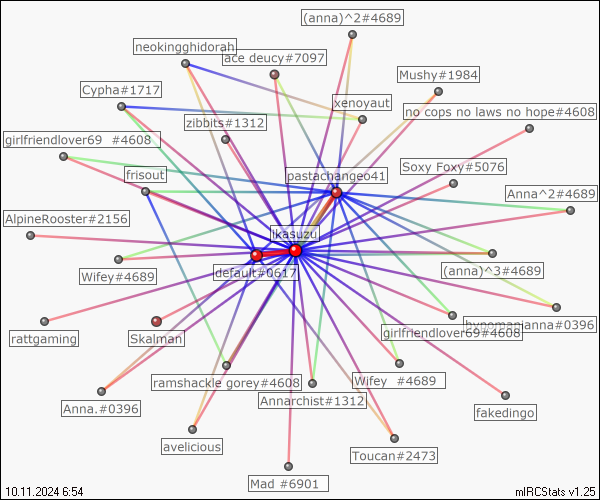 (anna)^2#4689
neokingghidorah
ace deucy#7097
Mushy#1984
Cypha#1717
xenoyaut
no cops no laws no hope#4608
zibbits#1312
girlfriendlover69 #4608
Soxy Foxy#5076
frisout
pastachangeo41
Anna^2#4689
AlpineRooster#2156
ikasuzu
Wifey#4689
default#0617
(anna)^3#4689
rattgaming
Skalman
girlfriendlover69#4608
hypomanianna#0396
ramshackle gorey#4608
Wifey #4689
Annarchist#1312
Anna.#0396
fakedingo
avelicious
Toucan#2473
Mad #6901
10.11.2024 6:54
mIRCStats v1.25